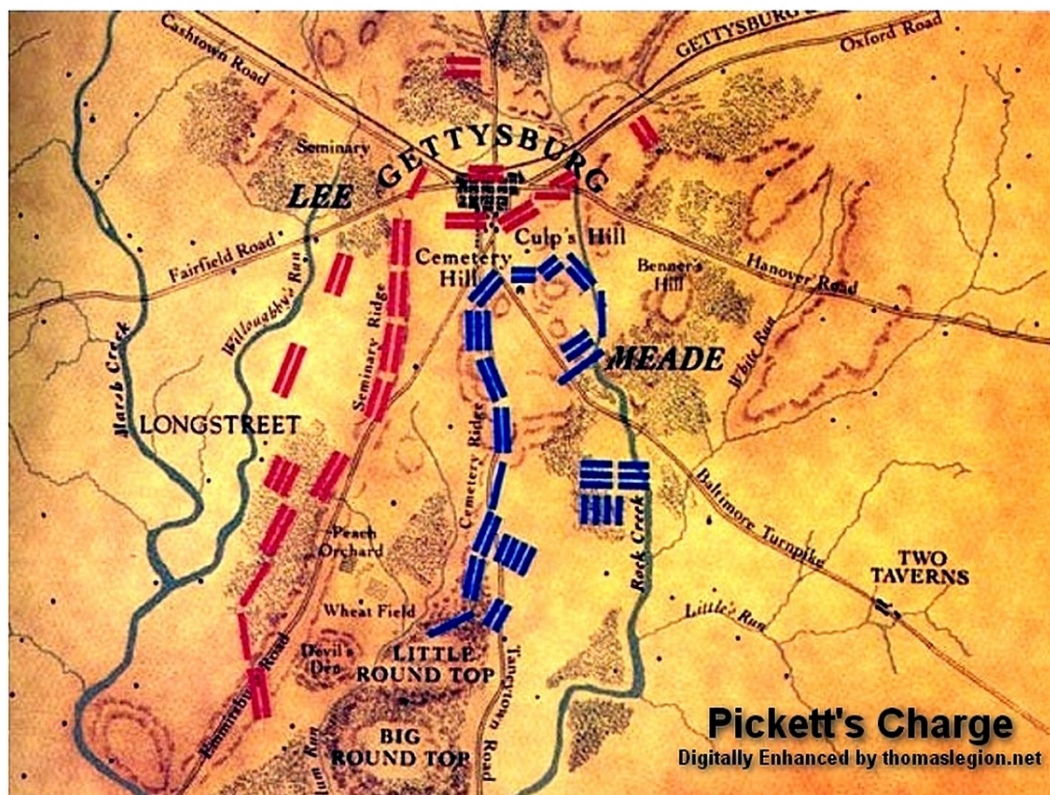 Cashtown Road
GETTYSBURG
Oxford Road
Seminary
GETTYSBURG
LEE
Culp's Hill
Cemetery
Hill
Fairfield Road
Benner's
Hill
Hanover Road
Willoughby's Run
Seminary Ridge
Marsh Creek
MEADE
White Run
LONGSTREET
Cemetery Ridge
Baltimore Turnpike
Rock Creek
Peach
Orchard
TWO
TAVERNS
Wheat Field
Little's Run
Devil's
Den
LITTLE
ROUND TOP
Road
Taneytown Road
BIG
ROUND TOP
Run
Pickett's Charge
Digitally Enhanced by thomaslegion.net